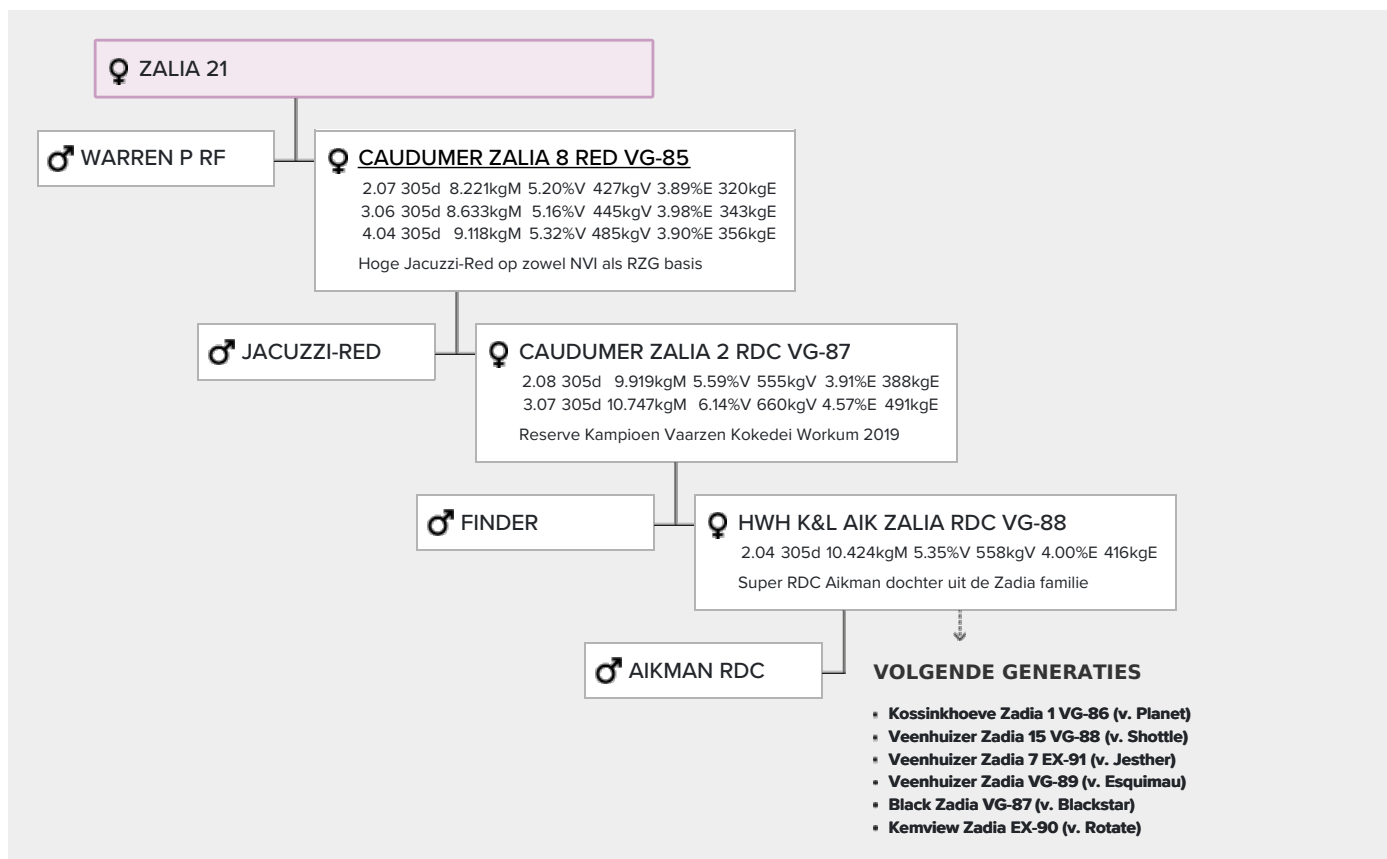 ZALIA 21
WARREN P RF
CAUDUMER ZALIA 8 RED VG-85
2.07 305d 8.221kgM 5.20%V 427kgV 3.89%E 320kgE
3.06 305d 8.633kgM 5.16%V 445kgV 3.98%E 343kgE
4.04 305d 9.118kgM 5.32%V 485kgV 3.90%E 356kgE
Hoge Jacuzzi-Red op zowel NVI als RZG basis
JACUZZI-RED
CAUDUMER ZALIA 2 RDC VG-87
2.08 305d 9.919kgM 5.59%V 555kgV 3.91%E 388kgE
3.07 305d 10.747kgM 6.14%V 660kgV 4.57%E 491kgE
Reserve Kampioen Vaarzen Kokedei Workum 2019
FINDER
HWH K&L AIK ZALIA RDC VG-88
2.04 305d 10.424kgM 5.35%V 558kgV 4.00%E 416kgE
Super RDC Aikman dochter uit de Zadia familie
AIKMAN RDC
VOLGENDE GENERATIES
Kossinkhoeve Zadia 1 VG-86 (v. Planet)
Veenhuizer Zadia 15 VG-88 (v. Shottle)
Veenhuizer Zadia 7 EX-91 (v. Jesther)
Veenhuizer Zadia VG-89 (v. Esquimau)
Black Zadia VG-87 (v. Blackstar)
Kemview Zadia EX-90 (v. Rotate)